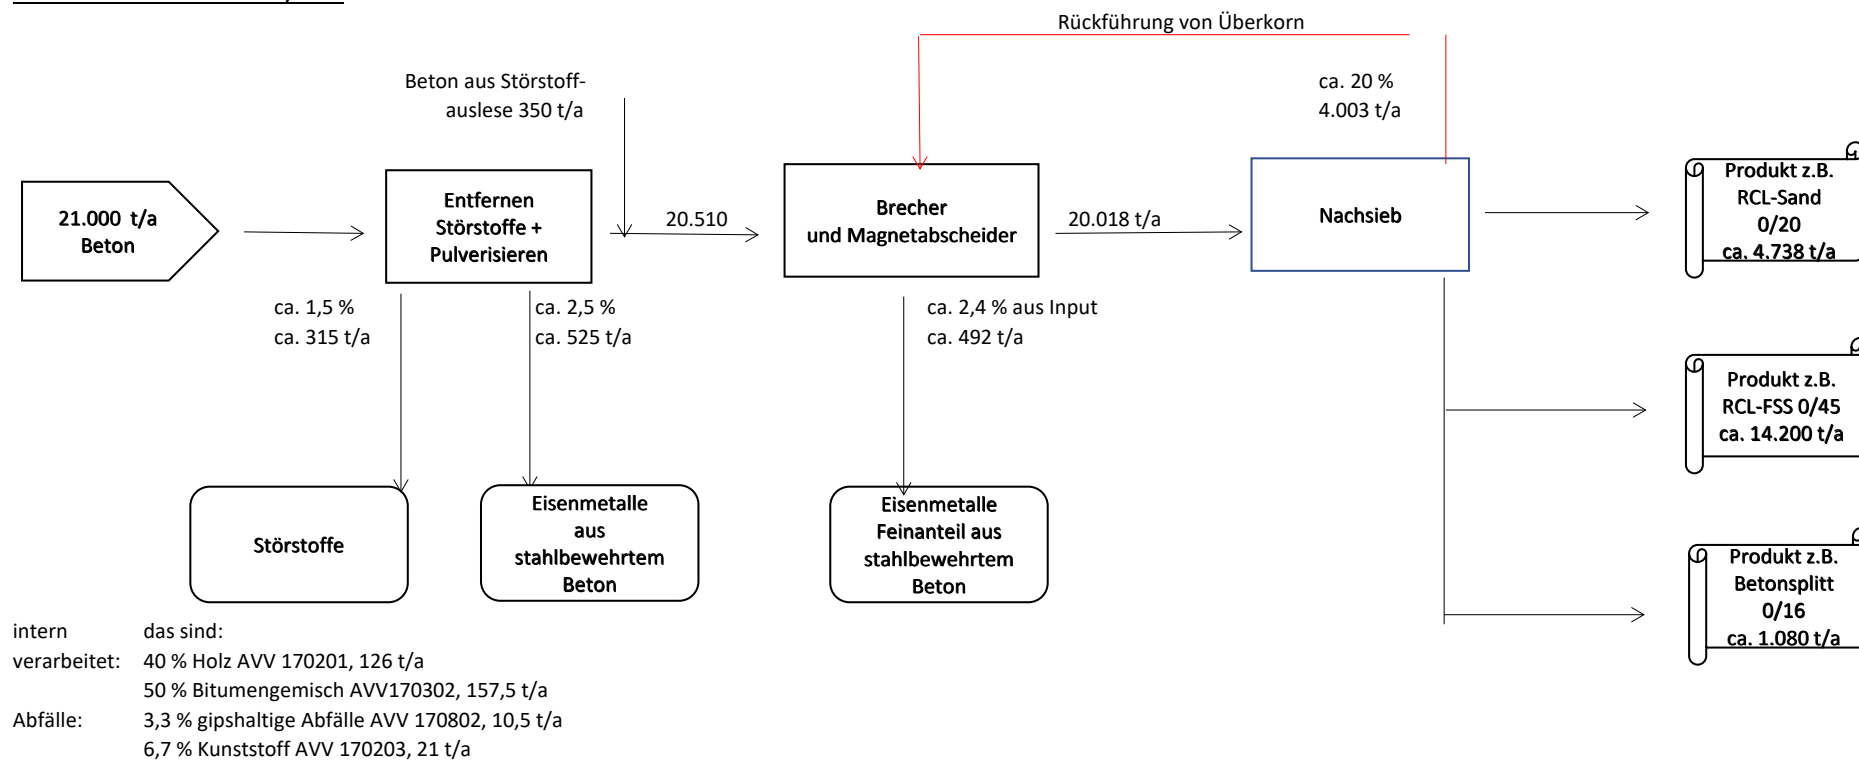 Rückführung von Überkorn
Beton aus Störstoff-
auslese 350 t/a
ca. 20 %
4.003 t/a
21.000 t/a
Beton
Entfernen
Störstoffe +
Pulverisieren
20.510
Brecher
und Magnetabscheider
20.018 t/a
Nachsieb
Produkt z.B.
RCL-Sand
0/20
ca. 4.738 t/a
ca. 1,5 %
ca. 315 t/a
ca. 2,5 %
ca. 525 t/a
ca. 2,4 % aus Input
ca. 492 t/a
Produkt z.B.
RCL-FSS 0/45
ca. 14.200 t/a
Störstoffe
Eisenmetalle
aus
stahlbewehrtem
Beton
Eisenmetalle
Feinanteil aus
stahlbewehrtem
Beton
Produkt z.B.
Betonsplitt
0/16
ca. 1.080 t/a
intern das sind:
verarbeitet: 40 % Holz AVV 170201, 126 t/a
50 % Bitumengemisch AVV170302, 157,5 t/a
Abfälle: 3,3 % gipshaltige Abfälle AVV 170802, 10,5 t/a
6,7 % Kunststoff AVV 170203, 21 t/a